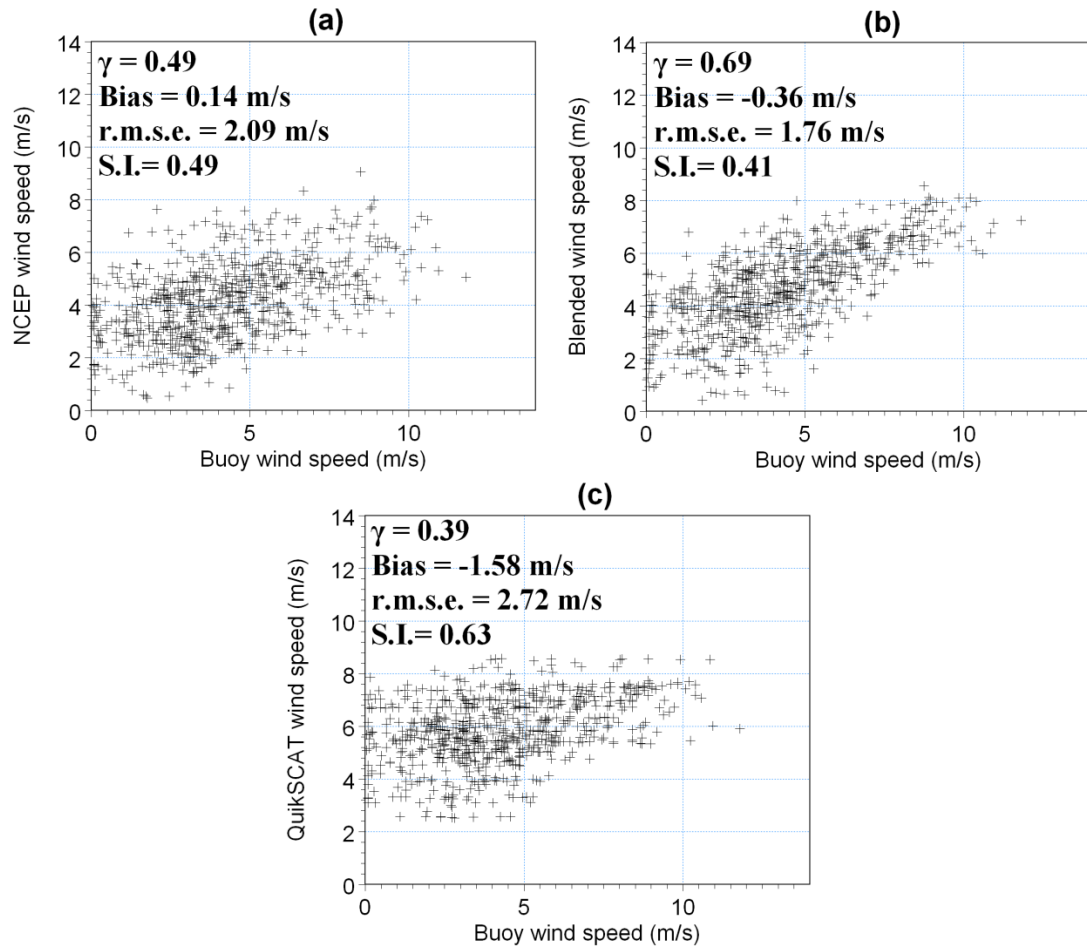 (a)
γ = 0.49
Bias = 0.14 m/s
r.m.s.e. = 2.09 m/s
S.I.= 0.49
NCEP wind speed (m/s)
14
12
10
8
6
4
2
0
0 5 10
Buoy wind speed (m/s)
(b)
γ = 0.69
Bias = -0.36 m/s
r.m.s.e. = 1.76 m/s
S.I.= 0.41
Blended wind speed (m/s)
14
12
10
8
6
4
2
0
0 5 10
Buoy wind speed (m/s)
(c)
γ = 0.39
Bias = -1.58 m/s
r.m.s.e. = 2.72 m/s
S.I.= 0.63
QuikSCAT wind speed (m/s)
14
12
10
8
6
4
2
0
0 5 10
Buoy wind speed (m/s)